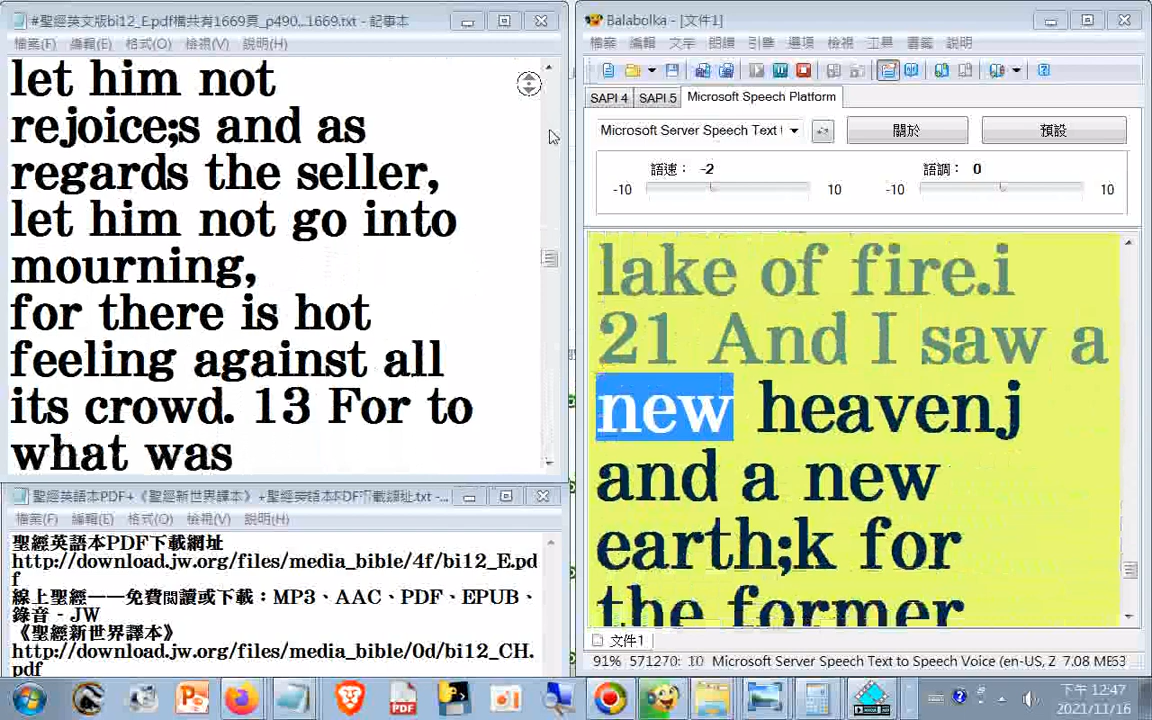 #聖經英文版bi12_E.pdf檔共有1669頁_p490,..1669.txt - 記事本
檔案(F) 編輯(E) 格式(O) 檢視(V) 說明(H)
let him not
rejoice;s and as
regards the seller,
let him not go into
mourning,
for there is hot
feeling against all
its crowd. 13 For to
what was
聖經英語本PDF+《聖經新世界譯本》+聖經英語本PDF下載網址.txt - ...
檔案(F) 編輯(E) 格式(O) 檢視(V) 說明(H)
聖經英語本PDF下載網址
http://download.jw.org/files/media_bible/4f/bi12_E.pd
f
線上聖經——免費閱讀或下載：MP3、AAC、PDF、EPUB、
錄音 - JW
《聖經新世界譯本》
http://download.jw.org/files/media_bible/0d/bi12_CH.
pdf
Balabolka - [文件1]
檔案 編輯 文字 朗讀 引擎 選項 檢視 工具 書籤 說明
SAPI 4 SAPI 5 Microsoft Speech Platform
Microsoft Server Speech Text 關於 預設
語速： -2 語調： 0
-10 10 -10 10
lake of fire.i
21 And I saw a
new heavenj
and a new
earth;k for
the former
文件1
91% 571270: 10 Microsoft Server Speech Text to Speech Voice (en-US, Z 7.08 ME53
PDF
下午 12:47
2021/11/16